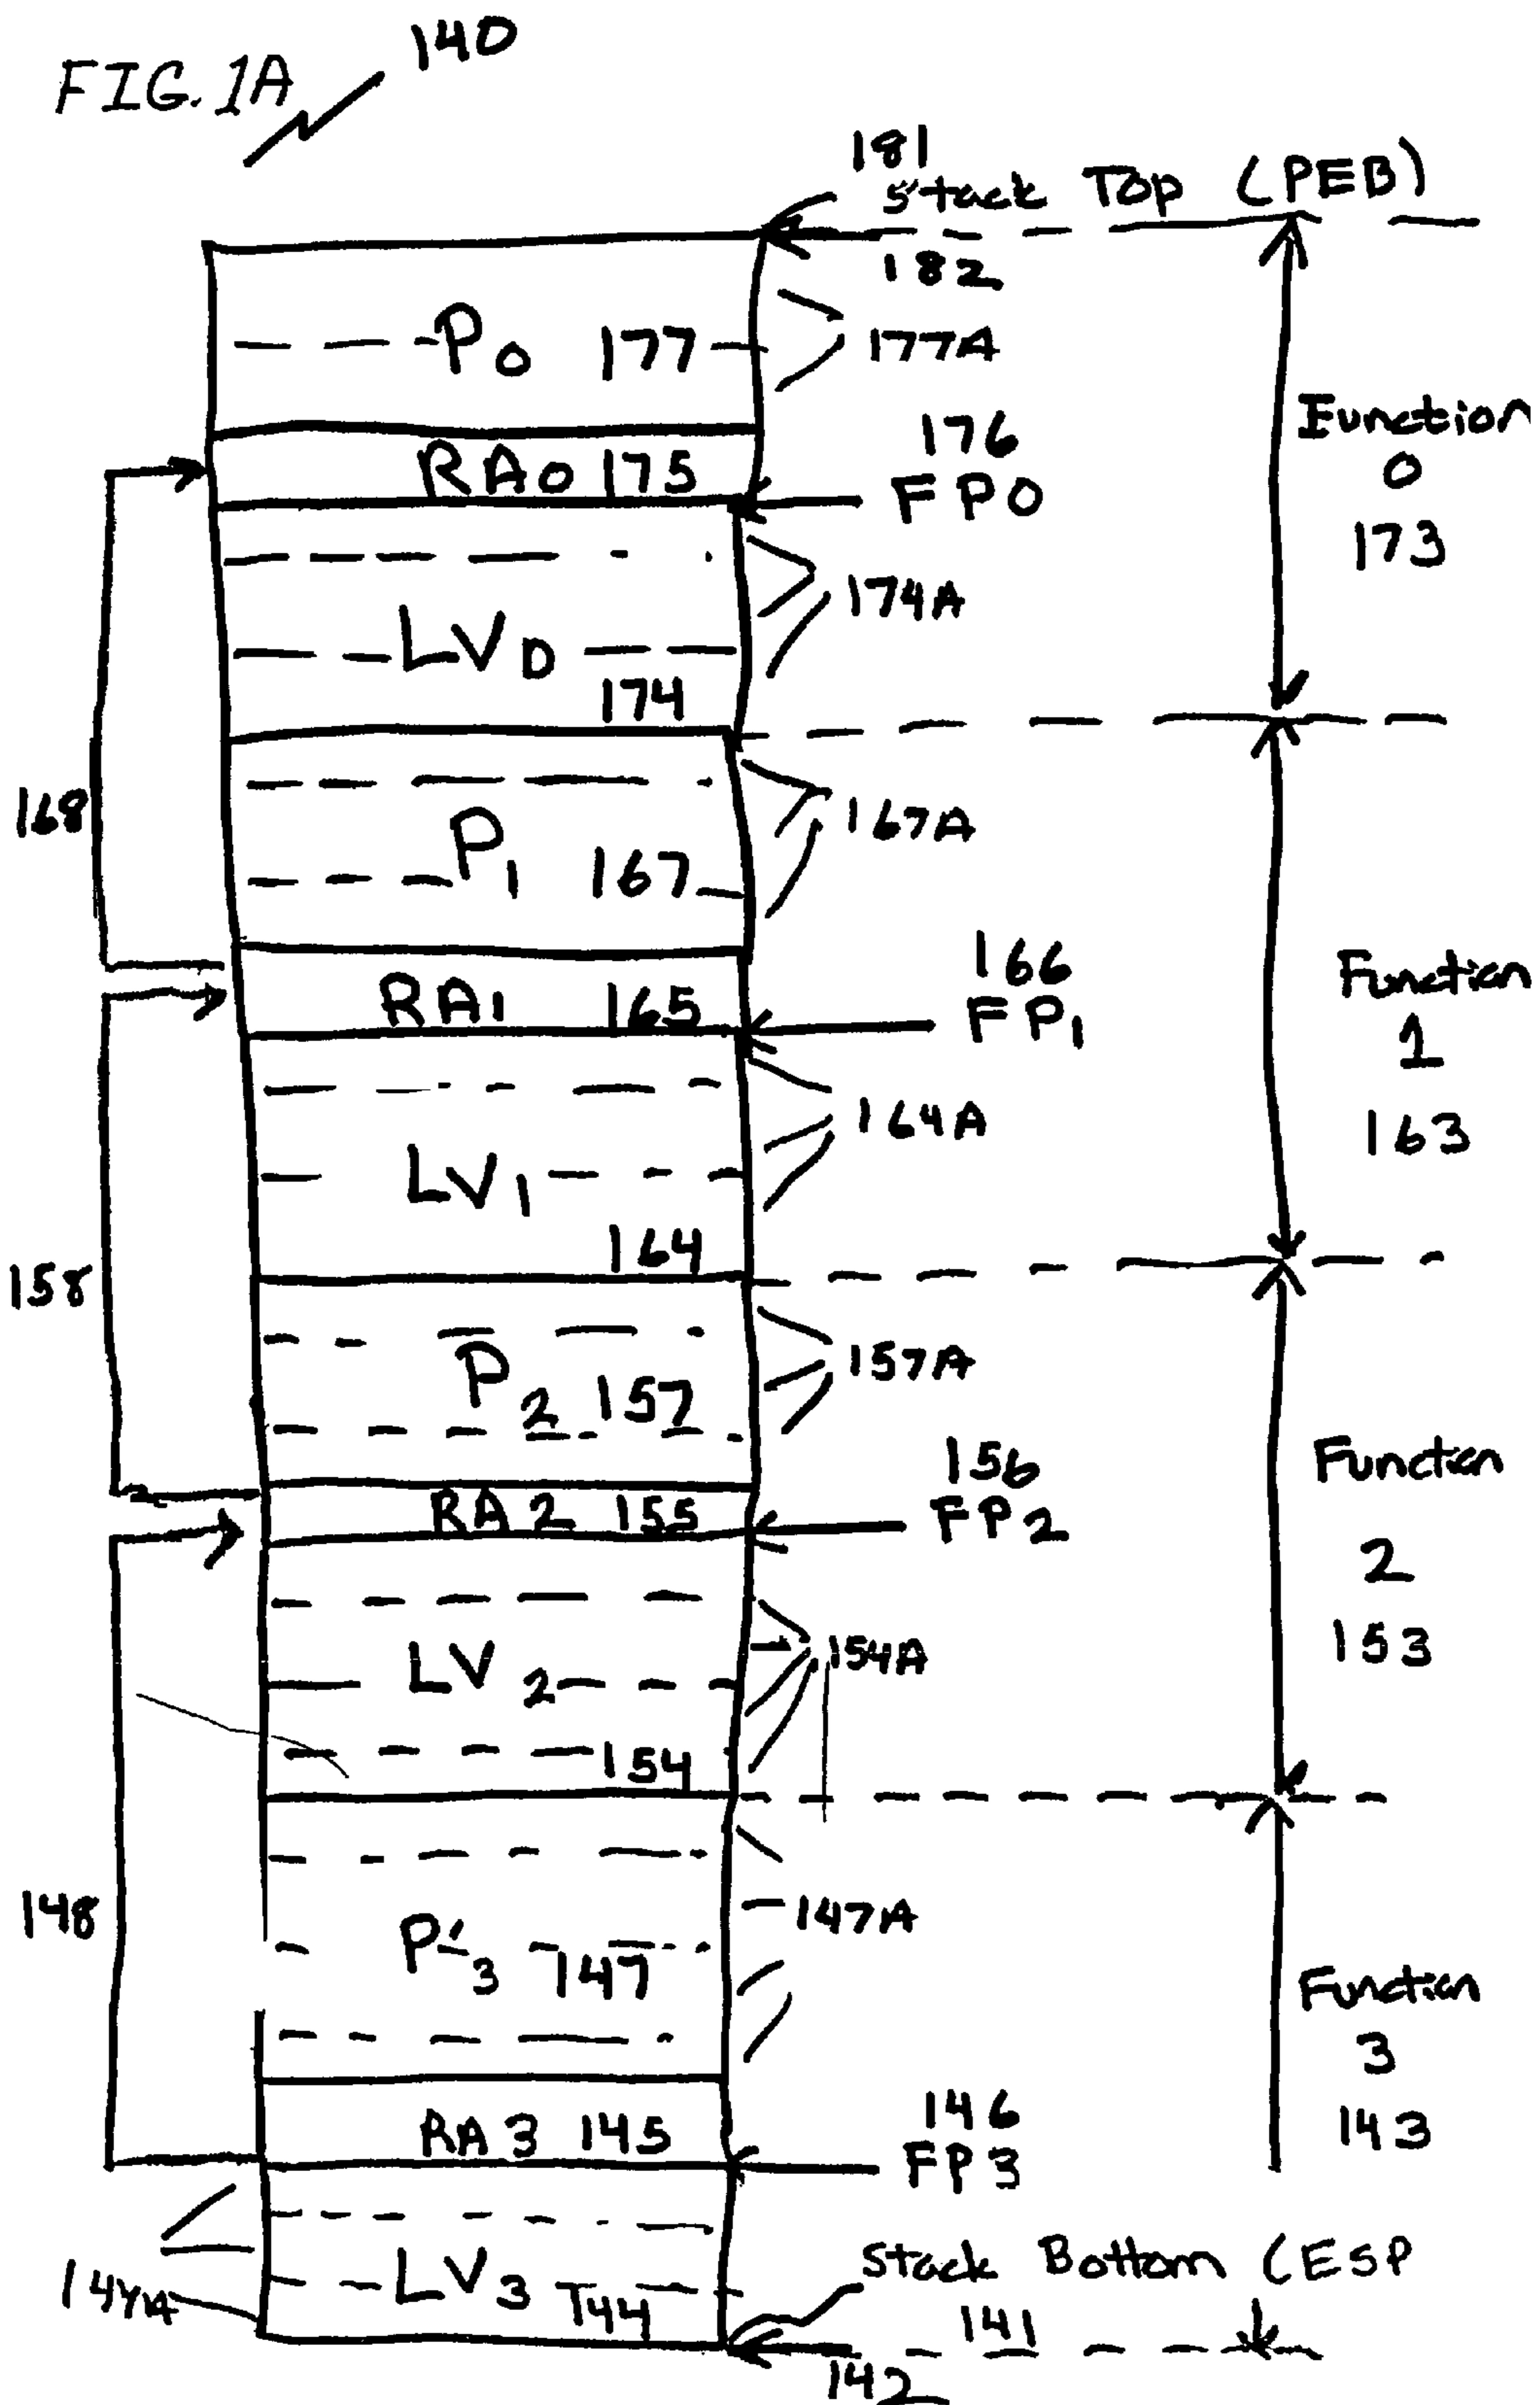 FIG. 1A
140
181
Stack Top (PEB)
182
P0 177
177A
Function
0
173
RA0 175
176
FP0
174A
LV0
174
168
P1 167
167A
166
FP1
RA1 165
Function
1
163
164A
LV1
164
158
P2 157
157A
156
FP2
RA2 155
Function
2
153
LV2
154A
154
148
P'3 147
147A
Function
3
143
RA3 145
146
FP3
Stack Bottom (ESP
144A
LV3 144
141
142